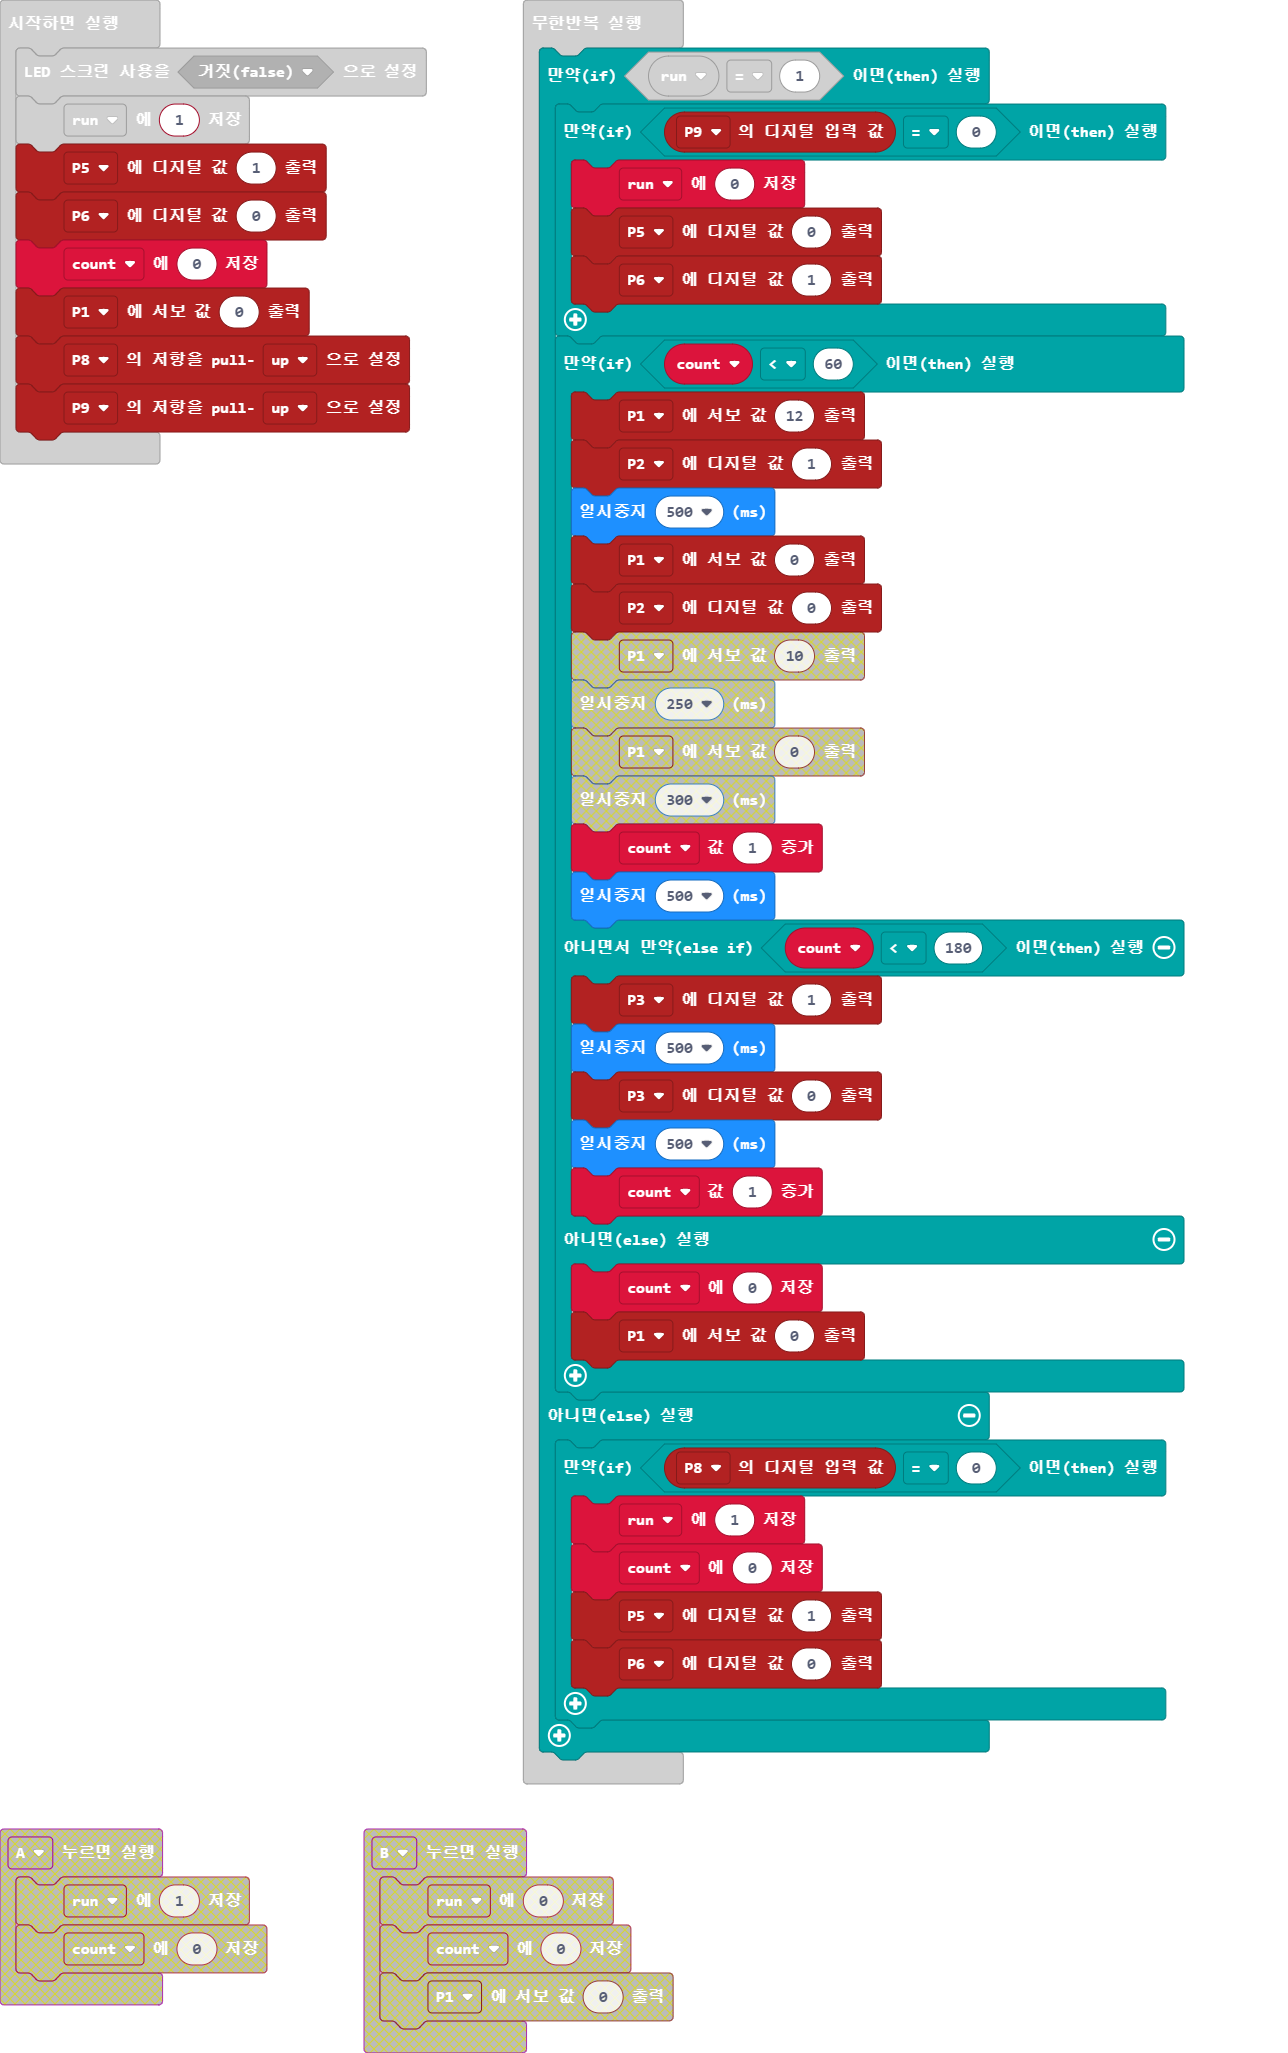 시작하면 실행
LED 스크린 사용을 거짓(false) 으로 설정
run 에 1 저장
P5 에 디지털 값 1 출력
P6 에 디지털 값 0 출력
count 에 0 저장
P1 에 서보 값 0 출력
P8 의 저항을 pull- up 으로 설정
P9 의 저항을 pull- up 으로 설정
무한반복 실행
만약(if) run = 1 이면(then) 실행
만약(if) P9 의 디지털 입력 값 = 0 이면(then) 실행
run 에 0 저장
P5 에 디지털 값 0 출력
P6 에 디지털 값 1 출력
만약(if) count < 60 이면(then) 실행
P1 에 서보 값 12 출력
P2 에 디지털 값 1 출력
일시중지 500 (ms)
P1 에 서보 값 0 출력
P2 에 디지털 값 0 출력
P1 에 서보 값 10 출력
일시중지 250 (ms)
P1 에 서보 값 0 출력
일시중지 300 (ms)
count 값 1 증가
일시중지 500 (ms)
아니면서 만약(else if) count < 180 이면(then) 실행
P3 에 디지털 값 1 출력
일시중지 500 (ms)
P3 에 디지털 값 0 출력
일시중지 500 (ms)
count 값 1 증가
아니면(else) 실행
count 에 0 저장
P1 에 서보 값 0 출력
아니면(else) 실행
만약(if) P8 의 디지털 입력 값 = 0 이면(then) 실행
run 에 1 저장
count 에 0 저장
P5 에 디지털 값 1 출력
P6 에 디지털 값 0 출력
A 누르면 실행
run 에 1 저장
count 에 0 저장
B 누르면 실행
run 에 0 저장
count 에 0 저장
P1 에 서보 값 0 출력